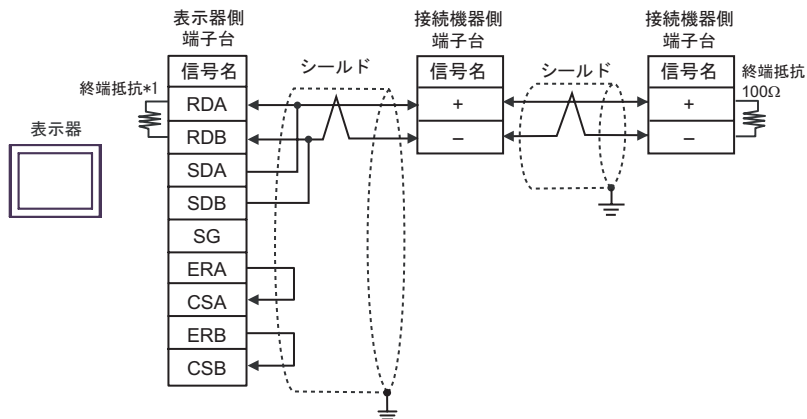 表示器側
端子台
接続機器側
端子台
接続機器側
端子台
終端抵抗*1
表示器
信号名
RDA
RDB
SDA
SDB
SG
ERA
CSA
ERB
CSB
シールド
信号名
+
–
シールド
信号名
+
–
終端抵抗
100Ω